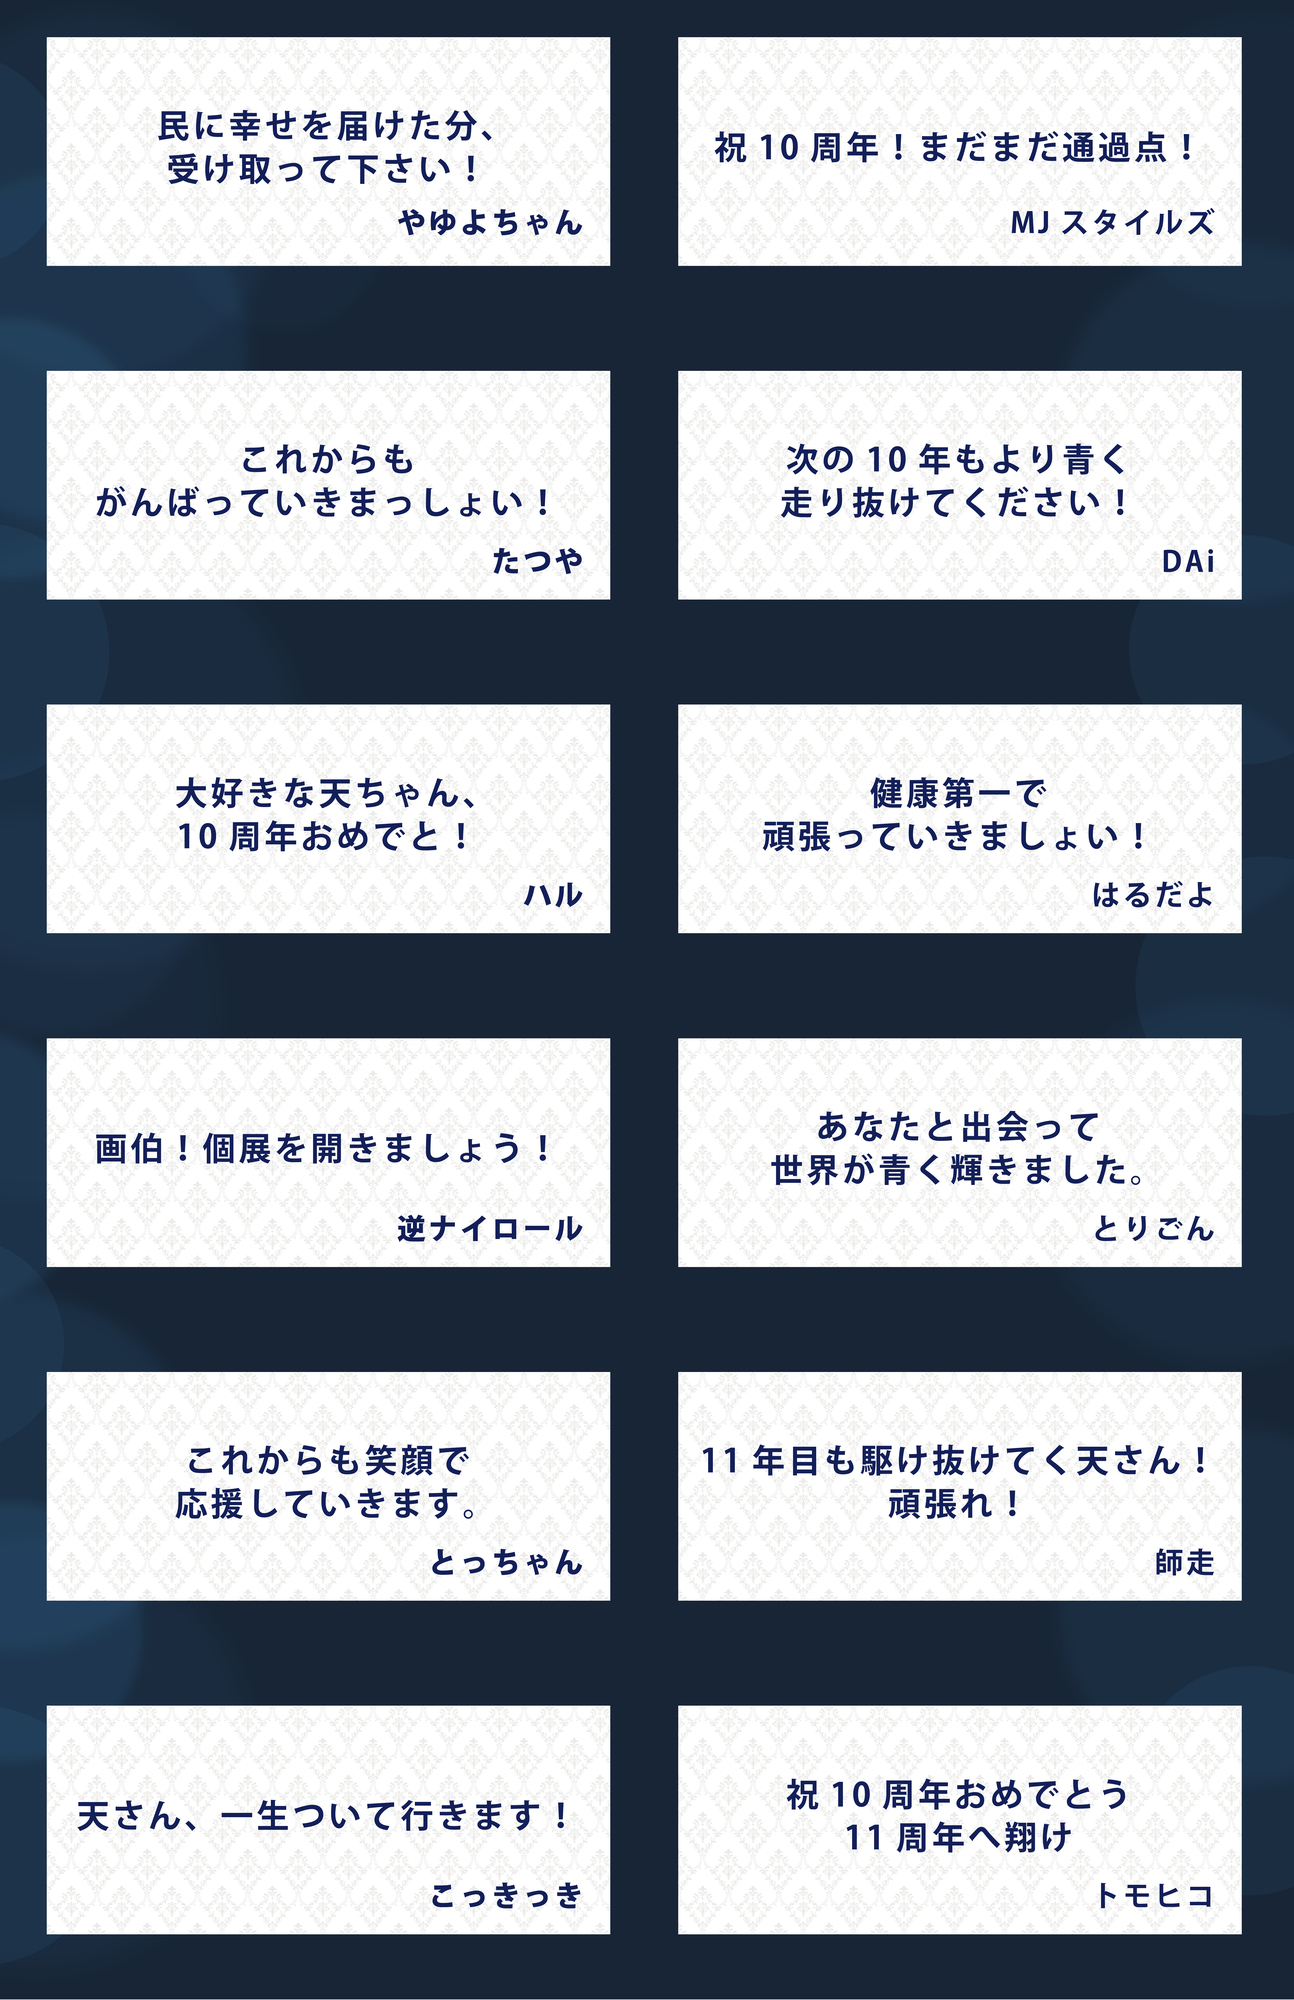 民に幸せを届けた分、
受け取って下さい！
やゆよちゃん
祝 10 周年！まだまだ通過点！
MJ スタイルズ
これからも
がんばっていきまっしょい！
たつや
次の 10 年もより青く
走り抜けてください！
DAi
大好きな天ちゃん、
10 周年おめでと！
ハル
健康第一で
頑張っていきましょい！
はるだよ
画伯！個展を開きましょう！
逆ナイロール
あなたと出会って
世界が青く輝きました。
とりごん
これからも笑顔で
応援していきます。
とっちゃん
11 年目も駆け抜けてく天さん！
頑張れ！
師走
天さん、一生ついて行きます！
こっきっき
祝 10 周年おめでとう
11 周年へ翔け
トモヒコ